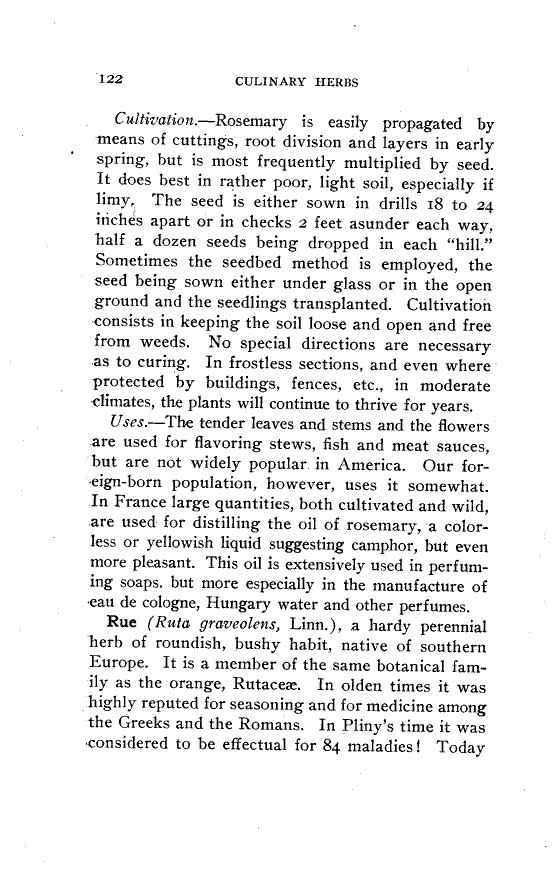 122 CULINARY HERBS
Cultivation.—Rosemary is easily propagated by
means of cuttings, root division and layers in early
spring, but is most frequently multiplied by seed.
It does best in rather poor, light soil, especially if
limy. The seed is either sown in drills 18 to 24
inches apart or in checks 2 feet asunder each way,
half a dozen seeds being dropped in each “hill.”
Sometimes the seedbed method is employed, the
seed being sown either under glass or in the open
ground and the seedlings transplanted. Cultivation
consists in keeping the soil loose and open and free
from weeds. No special directions are necessary
as to curing. In frostless sections, and even where
protected by buildings, fences, etc., in moderate
climates, the plants will continue to thrive for years.
Uses.—The tender leaves and stems and the flowers
are used for flavoring stews, fish and meat sauces,
but are not widely popular in America. Our for-
eign-born population, however, uses it somewhat.
In France large quantities, both cultivated and wild,
are used for distilling the oil of rosemary, a color-
less or yellowish liquid suggesting camphor, but even
more pleasant. This oil is extensively used in perfum-
ing soaps, but more especially in the manufacture of
eau de cologne, Hungary water and other perfumes.
Rue (Ruta graveolens, Linn.), a hardy perennial
herb of roundish, bushy habit, native of southern
Europe. It is a member of the same botanical fam-
ily as the orange, Rutaceæ. In olden times it was
highly reputed for seasoning and for medicine among
the Greeks and the Romans. In Pliny's time it was
considered to be effectual for 84 maladies! Today